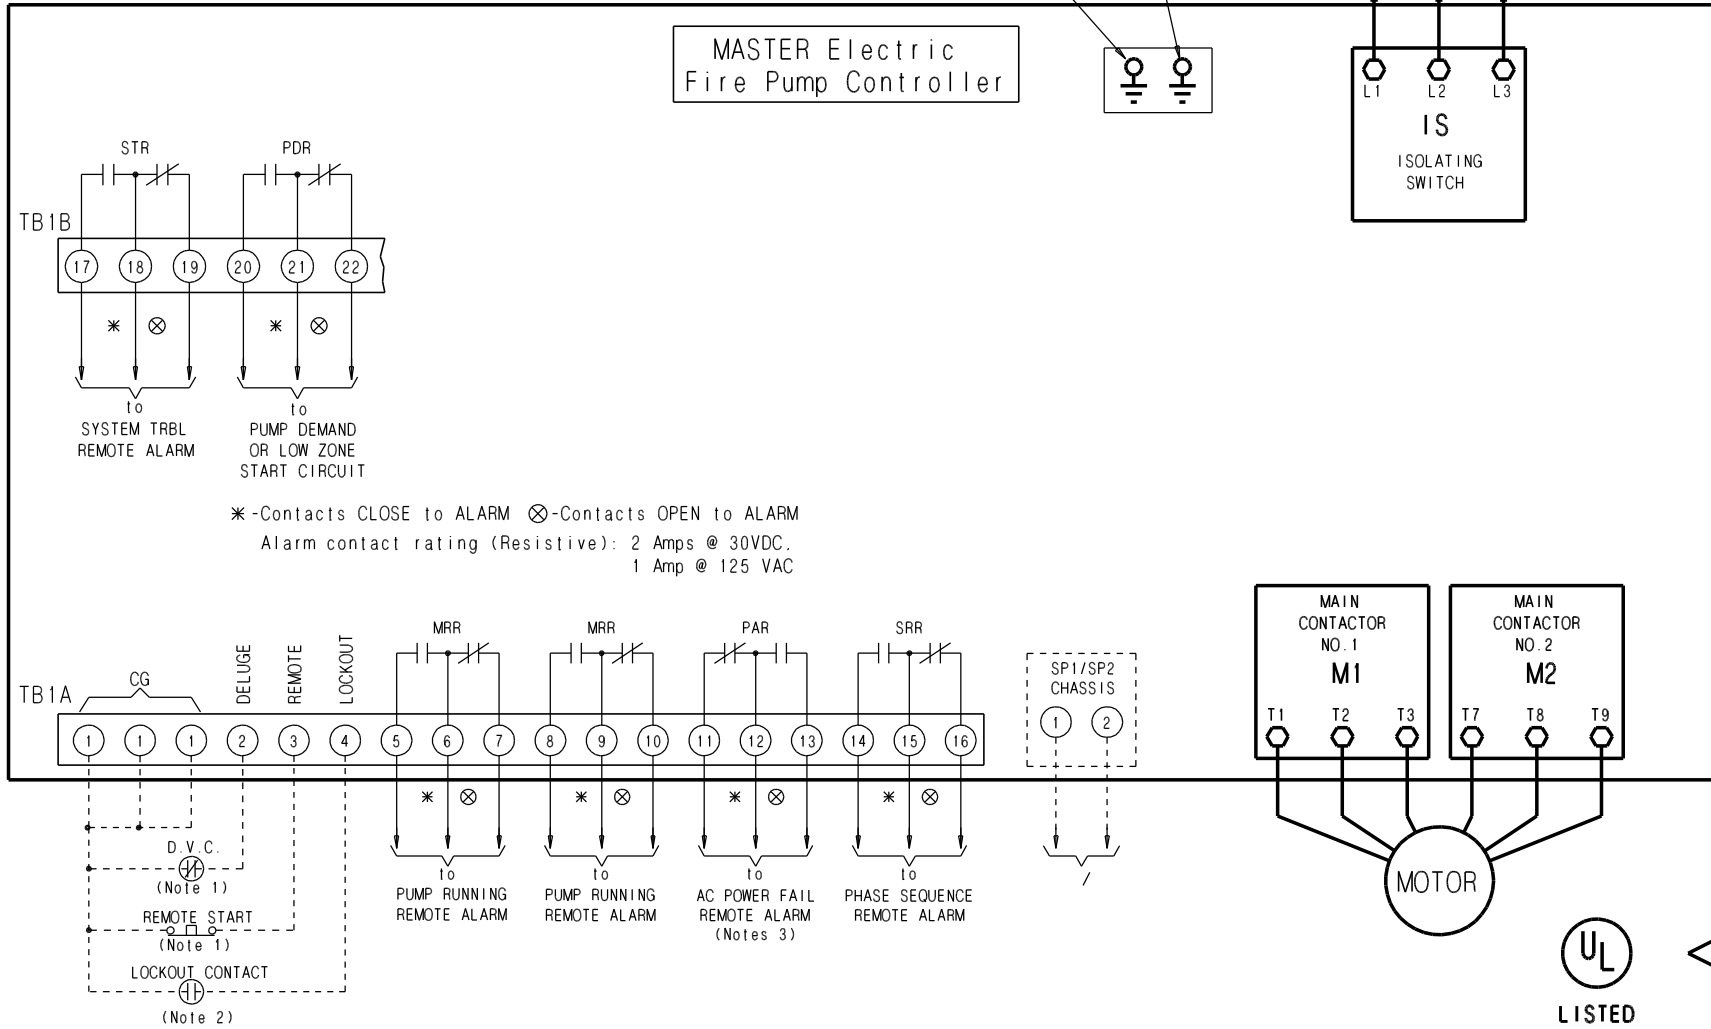 MASTER Electric
Fire Pump Controller
L1 L2 L3
IS
ISOLATING
SWITCH
STR PDR
TB1B
17 18 19 20 21 22
to
SYSTEM TRBL
REMOTE ALARM
to
PUMP DEMAND
OR LOW ZONE
START CIRCUIT
-Contacts CLOSE to ALARM -Contacts OPEN to ALARM
Alarm contact rating (Resistive): 2 Amps @ 30VDC,
1 Amp @ 125 VAC
TB1A
CG
DELUGE
REMOTE
LOCKOUT
MRR MRR PAR SRR
1 1 1 2 3 4 5 6 7 8 9 10 11 12 13 14 15 16
SP1/SP2
CHASSIS
1 2
MAIN
CONTACTOR
NO.1
M1
T1 T2 T3
MAIN
CONTACTOR
NO.2
M2
T7 T8 T9
D.V.C.
(Note 1)
REMOTE START
(Note 1)
LOCKOUT CONTACT
(Note 2)
to
PUMP RUNNING
REMOTE ALARM
to
PUMP RUNNING
REMOTE ALARM
to
AC POWER FAIL
REMOTE ALARM
(Notes 3)
to
PHASE SEQUENCE
REMOTE ALARM
/
MOTOR
UL
LISTED